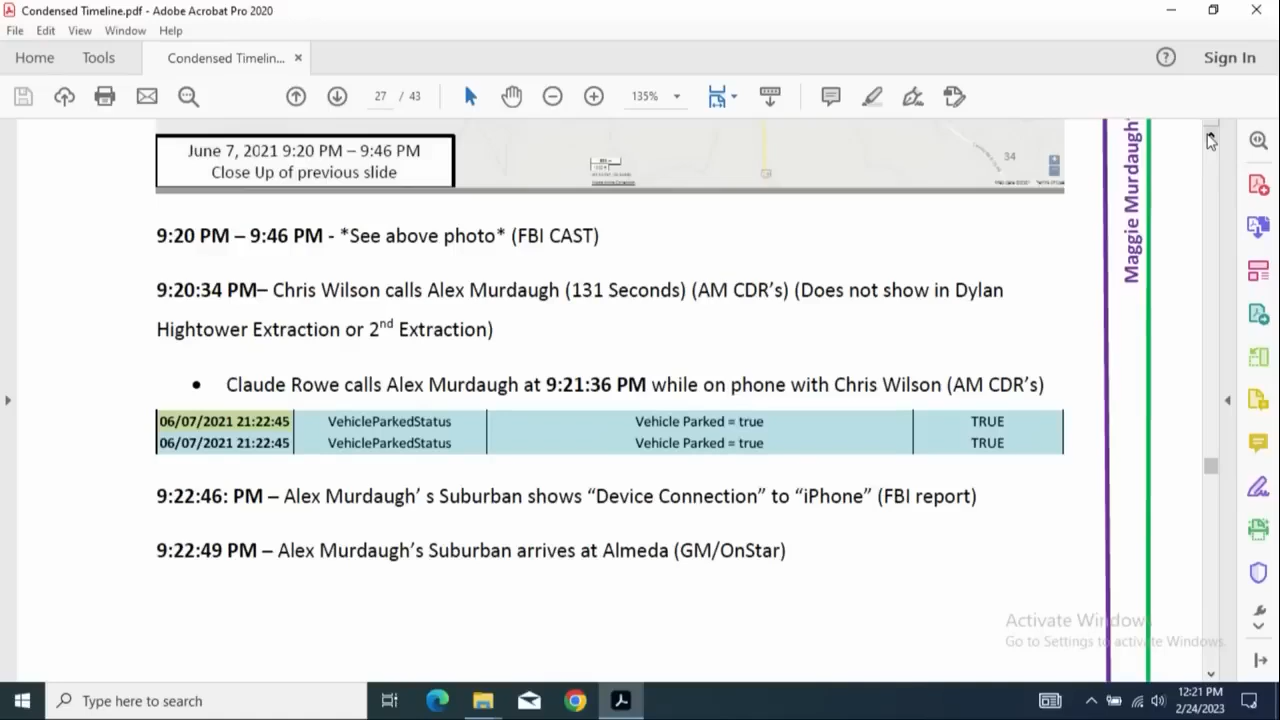 Condensed Timeline.pdf - Adobe Acrobat Pro 2020
File Edit View Window Help
Home Tools Condensed Timelin... × Sign In
27 / 43 135%
June 7, 2021 9:20 PM – 9:46 PM
Close Up of previous slide
34
Maggie Murdaugh'
9:20 PM – 9:46 PM - *See above photo* (FBI CAST)
9:20:34 PM– Chris Wilson calls Alex Murdaugh (131 Seconds) (AM CDR’s) (Does not show in Dylan
Hightower Extraction or 2nd Extraction)
• Claude Rowe calls Alex Murdaugh at 9:21:36 PM while on phone with Chris Wilson (AM CDR’s)
06/07/2021 21:22:45 VehicleParkedStatus Vehicle Parked = true TRUE
06/07/2021 21:22:45 VehicleParkedStatus Vehicle Parked = true TRUE
9:22:46: PM – Alex Murdaugh’ s Suburban shows “Device Connection” to “iPhone” (FBI report)
9:22:49 PM – Alex Murdaugh’s Suburban arrives at Almeda (GM/OnStar)
Activate Windows
Go to Settings to activate Windows.
Type here to search
12:21 PM
2/24/2023